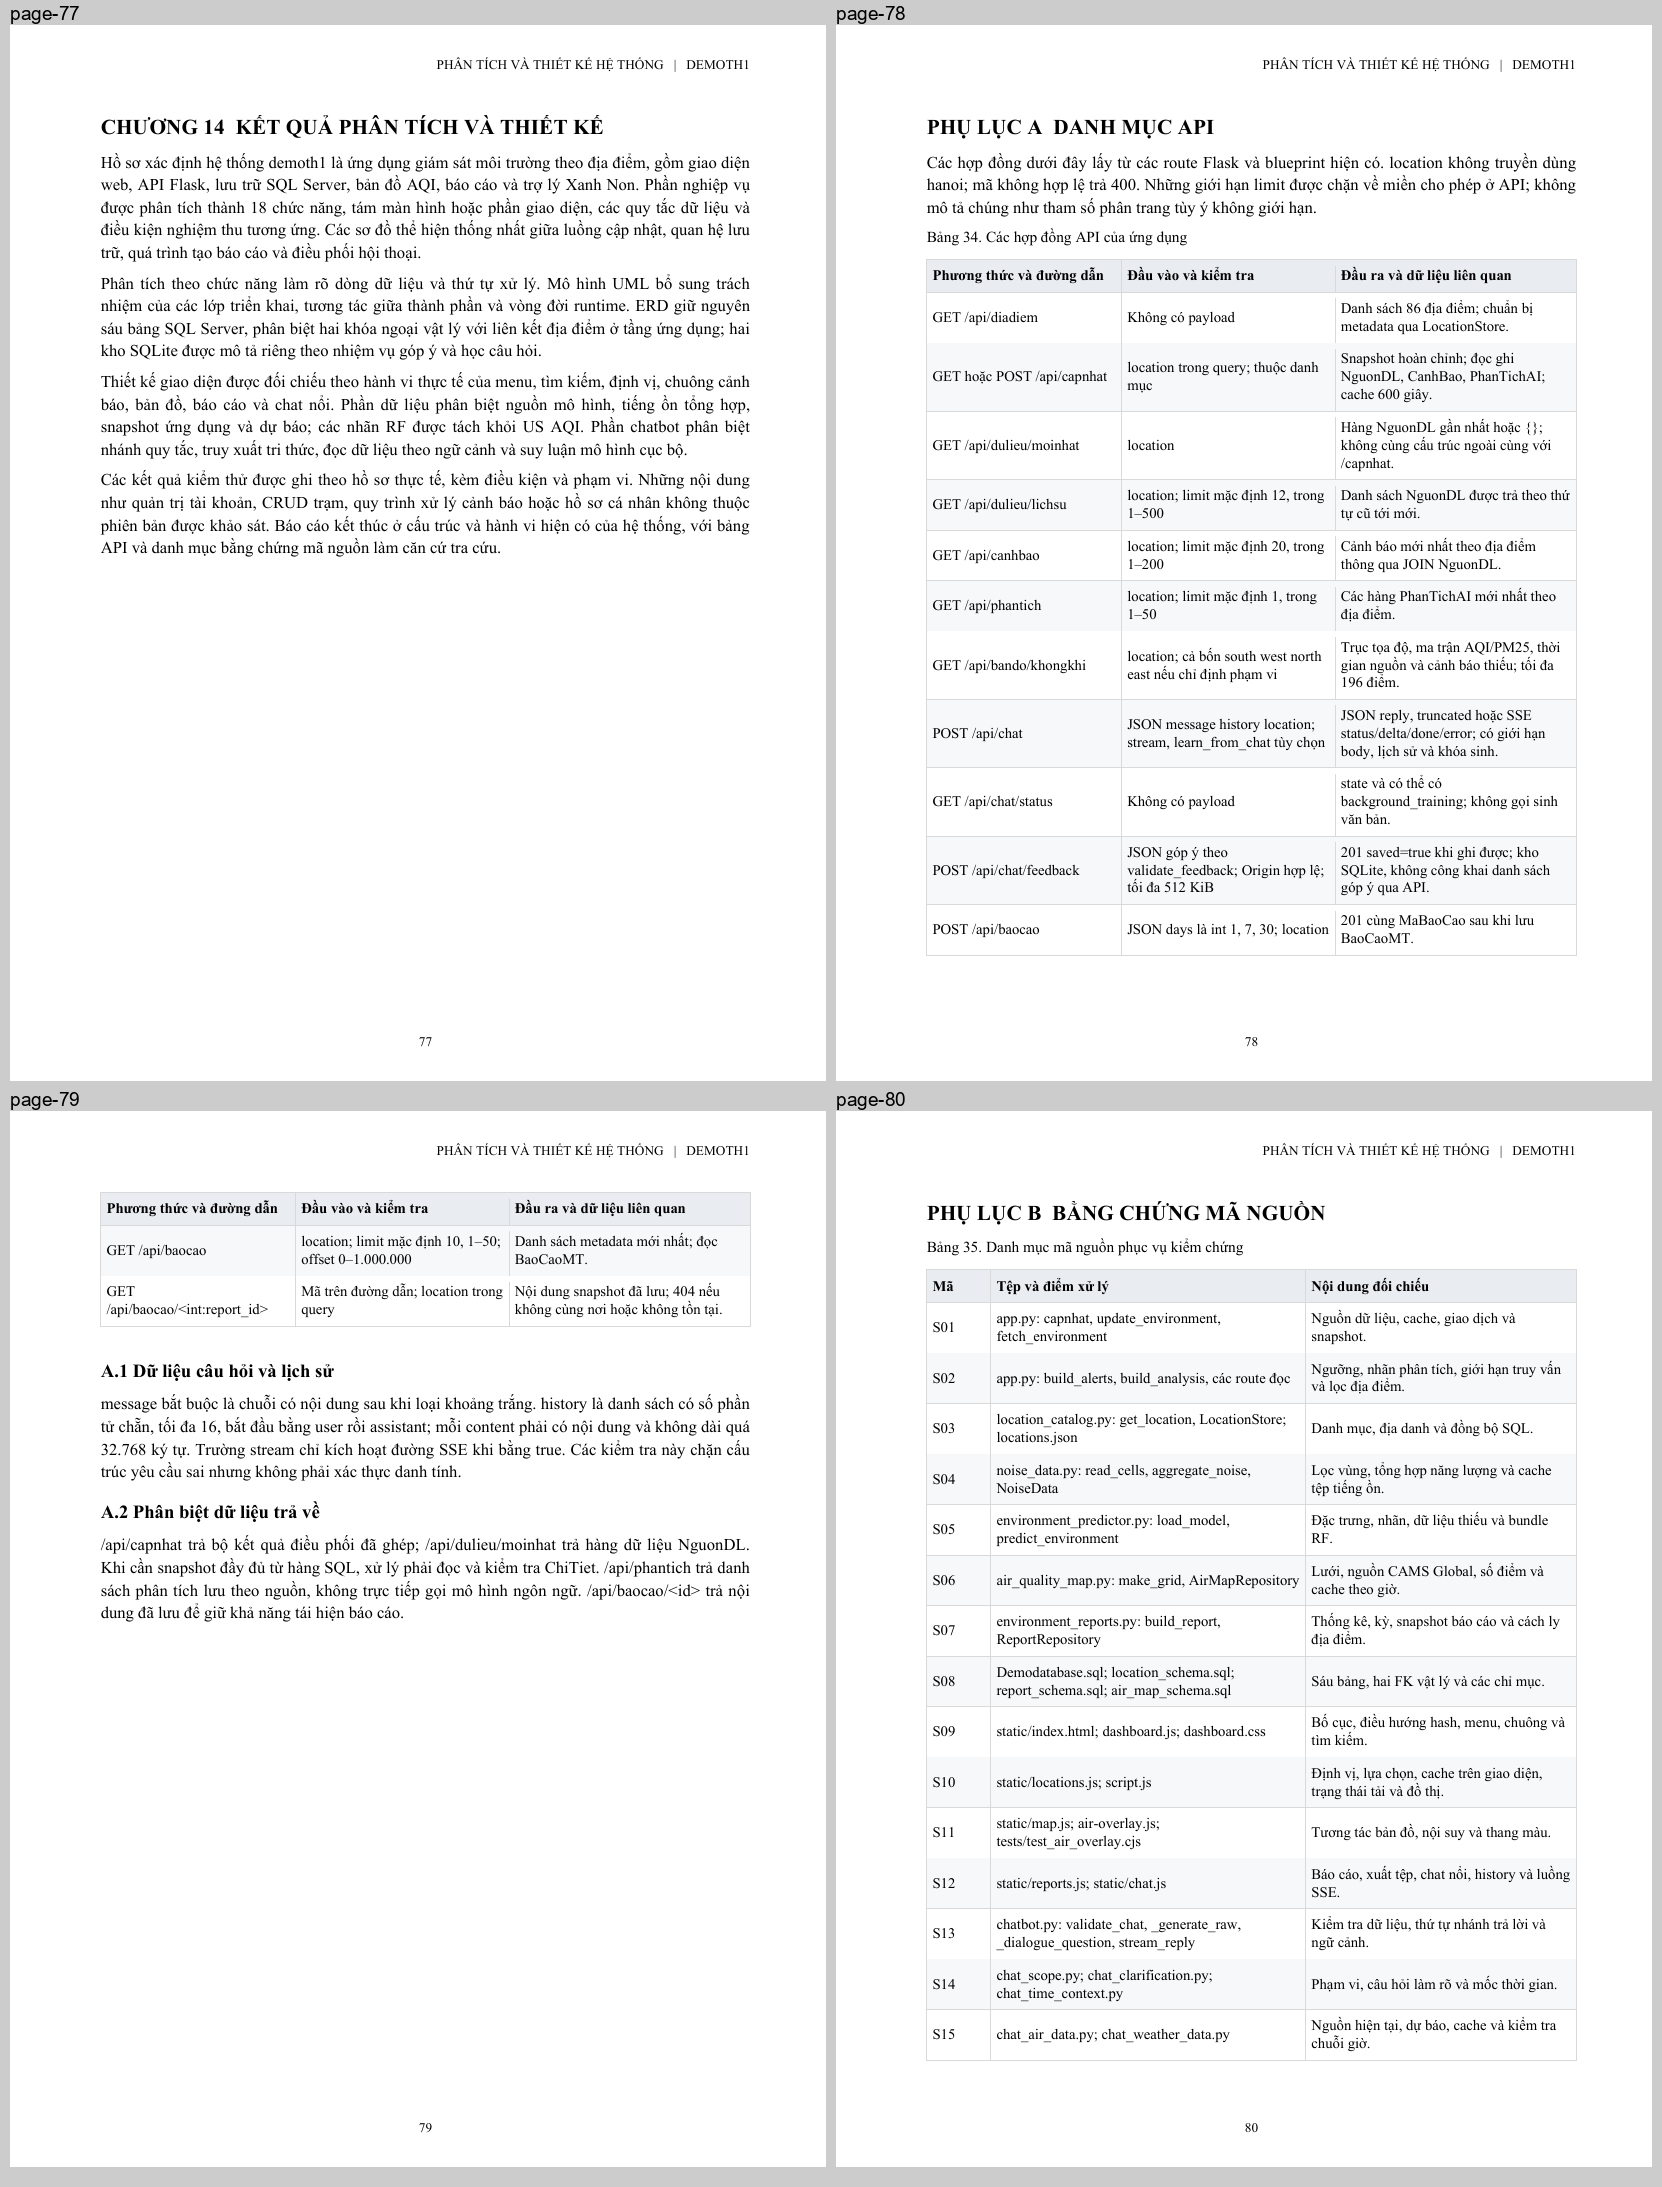 page-77
PHÂN TÍCH VÀ THIẾT KẾ HỆ THỐNG | DEMOTH1
CHƯƠNG 14 KẾT QUẢ PHÂN TÍCH VÀ THIẾT KẾ
Hồ sơ xác định hệ thống demoth1 là ứng dụng giám sát môi trường theo địa điểm, gồm giao diện
web, API Flask, lưu trữ SQL Server, bản đồ AQI, báo cáo và trợ lý Xanh Non. Phần nghiệp vụ
được phân tích thành 18 chức năng, tám màn hình hoặc phần giao diện, các quy tắc dữ liệu và
điều kiện nghiệm thu tương ứng. Các sơ đồ thể hiện thống nhất giữa luồng cập nhật, quan hệ lưu
trữ, quá trình tạo báo cáo và điều phối hội thoại.
Phân tích theo chức năng làm rõ dòng dữ liệu và thứ tự xử lý. Mô hình UML bổ sung trách
nhiệm của các lớp triển khai, tương tác giữa thành phần và vòng đời runtime. ERD giữ nguyên
sáu bảng SQL Server, phân biệt hai khóa ngoại vật lý với liên kết địa điểm ở tầng ứng dụng; hai
kho SQLite được mô tả riêng theo nhiệm vụ góp ý và học câu hỏi.
Thiết kế giao diện được đối chiếu theo hành vi thực tế của menu, tìm kiếm, định vị, chuông cảnh
báo, bản đồ, báo cáo và chat nổi. Phần dữ liệu phân biệt nguồn mô hình, tiếng ồn tổng hợp,
snapshot ứng dụng và dự báo; các nhãn RF được tách khỏi US AQI. Phần chatbot phân biệt
nhánh quy tắc, truy xuất tri thức, đọc dữ liệu theo ngữ cảnh và suy luận mô hình cục bộ.
Các kết quả kiểm thử được ghi theo hồ sơ thực tế, kèm điều kiện và phạm vi. Những nội dung
như quản trị tài khoản, CRUD trạm, quy trình xử lý cảnh báo hoặc hồ sơ cá nhân không thuộc
phiên bản được khảo sát. Báo cáo kết thúc ở cấu trúc và hành vi hiện có của hệ thống, với bảng
API và danh mục bằng chứng mã nguồn làm căn cứ tra cứu.
77
page-78
PHÂN TÍCH VÀ THIẾT KẾ HỆ THỐNG | DEMOTH1
PHỤ LỤC A DANH MỤC API
Các hợp đồng dưới đây lấy từ các route Flask và blueprint hiện có. location không truyền dùng
hanoi; mã không hợp lệ trả 400. Những giới hạn limit được chặn về miền cho phép ở API; không
mô tả chúng như tham số phân trang tùy ý không giới hạn.
Bảng 34. Các hợp đồng API của ứng dụng
Phương thức và đường dẫn Đầu vào và kiểm tra Đầu ra và dữ liệu liên quan
GET /api/diadiem Không có payload Danh sách 86 địa điểm; chuẩn bị
metadata qua LocationStore.
GET hoặc POST /api/capnhat location trong query; thuộc danh
mục
Snapshot hoàn chỉnh; đọc ghi
NguonDL, CanhBao, PhanTichAI;
cache 600 giây.
GET /api/dulieu/moinhat location Hàng NguonDL gần nhất hoặc {};
không cùng cấu trúc ngoài cùng với
/capnhat.
GET /api/dulieu/lichsu location; limit mặc định 12, trong
1–500
Danh sách NguonDL được trả theo thứ
tự cũ tới mới.
GET /api/canhbao location; limit mặc định 20, trong
1–200
Cảnh báo mới nhất theo địa điểm
thông qua JOIN NguonDL.
GET /api/phantich location; limit mặc định 1, trong
1–50
Các hàng PhanTichAI mới nhất theo
địa điểm.
GET /api/bando/khongkhi location; cả bốn south west north
east nếu chỉ định phạm vi
Trục tọa độ, ma trận AQI/PM25, thời
gian nguồn và cảnh báo thiếu; tối đa
196 điểm.
POST /api/chat JSON message history location;
stream, learn_from_chat tùy chọn
JSON reply, truncated hoặc SSE
status/delta/done/error; có giới hạn
body, lịch sử và khóa sinh.
GET /api/chat/status Không có payload state và có thể có
background_training; không gọi sinh
văn bản.
POST /api/chat/feedback JSON góp ý theo
validate_feedback; Origin hợp lệ;
tối đa 512 KiB
201 saved=true khi ghi được; kho
SQLite, không công khai danh sách
góp ý qua API.
POST /api/baocao JSON days là int 1, 7, 30; location 201 cùng MaBaoCao sau khi lưu
BaoCaoMT.
78
page-79
PHÂN TÍCH VÀ THIẾT KẾ HỆ THỐNG | DEMOTH1
Phương thức và đường dẫn Đầu vào và kiểm tra Đầu ra và dữ liệu liên quan
GET /api/baocao location; limit mặc định 10, 1–50;
offset 0–1.000.000
Danh sách metadata mới nhất; đọc
BaoCaoMT.
GET
/api/baocao/<int:report_id>
Mã trên đường dẫn; location trong
query
Nội dung snapshot đã lưu; 404 nếu
không cùng nơi hoặc không tồn tại.
A.1 Dữ liệu câu hỏi và lịch sử
message bắt buộc là chuỗi có nội dung sau khi loại khoảng trắng. history là danh sách có số phần
tử chẵn, tối đa 16, bắt đầu bằng user rồi assistant; mỗi content phải có nội dung và không dài quá
32.768 ký tự. Trường stream chỉ kích hoạt đường SSE khi bằng true. Các kiểm tra này chặn cấu
trúc yêu cầu sai nhưng không phải xác thực danh tính.
A.2 Phân biệt dữ liệu trả về
/api/capnhat trả bộ kết quả điều phối đã ghép; /api/dulieu/moinhat trả hàng dữ liệu NguonDL.
Khi cần snapshot đầy đủ từ hàng SQL, xử lý phải đọc và kiểm tra ChiTiet. /api/phantich trả danh
sách phân tích lưu theo nguồn, không trực tiếp gọi mô hình ngôn ngữ. /api/baocao/<id> trả nội
dung đã lưu để giữ khả năng tái hiện báo cáo.
79
page-80
PHÂN TÍCH VÀ THIẾT KẾ HỆ THỐNG | DEMOTH1
PHỤ LỤC B BẰNG CHỨNG MÃ NGUỒN
Bảng 35. Danh mục mã nguồn phục vụ kiểm chứng
Mã Tệp và điểm xử lý Nội dung đối chiếu
S01 app.py: capnhat, update_environment,
fetch_environment
Nguồn dữ liệu, cache, giao dịch và
snapshot.
S02 app.py: build_alerts, build_analysis, các route đọc Ngưỡng, nhãn phân tích, giới hạn truy vấn
và lọc địa điểm.
S03 location_catalog.py: get_location, LocationStore;
locations.json
Danh mục, địa danh và đồng bộ SQL.
S04 noise_data.py: read_cells, aggregate_noise,
NoiseData
Lọc vùng, tổng hợp năng lượng và cache
tệp tiếng ồn.
S05 environment_predictor.py: load_model,
predict_environment
Đặc trưng, nhãn, dữ liệu thiếu và bundle
RF.
S06 air_quality_map.py: make_grid, AirMapRepository Lưới, nguồn CAMS Global, số điểm và
cache theo giờ.
S07 environment_reports.py: build_report,
ReportRepository
Thống kê, kỳ, snapshot báo cáo và cách ly
địa điểm.
S08 Demodatabase.sql; location_schema.sql;
report_schema.sql; air_map_schema.sql
Sáu bảng, hai FK vật lý và các chỉ mục.
S09 static/index.html; dashboard.js; dashboard.css Bố cục, điều hướng hash, menu, chuông và
tìm kiếm.
S10 static/locations.js; script.js Định vị, lựa chọn, cache trên giao diện,
trạng thái tải và đồ thị.
S11 static/map.js; air-overlay.js;
tests/test_air_overlay.cjs
Tương tác bản đồ, nội suy và thang màu.
S12 static/reports.js; static/chat.js Báo cáo, xuất tệp, chat nổi, history và luồng
SSE.
S13 chatbot.py: validate_chat, _generate_raw,
_dialogue_question, stream_reply
Kiểm tra dữ liệu, thứ tự nhánh trả lời và
ngữ cảnh.
S14 chat_scope.py; chat_clarification.py;
chat_time_context.py
Phạm vi, câu hỏi làm rõ và mốc thời gian.
S15 chat_air_data.py; chat_weather_data.py Nguồn hiện tại, dự báo, cache và kiểm tra
chuỗi giờ.
80